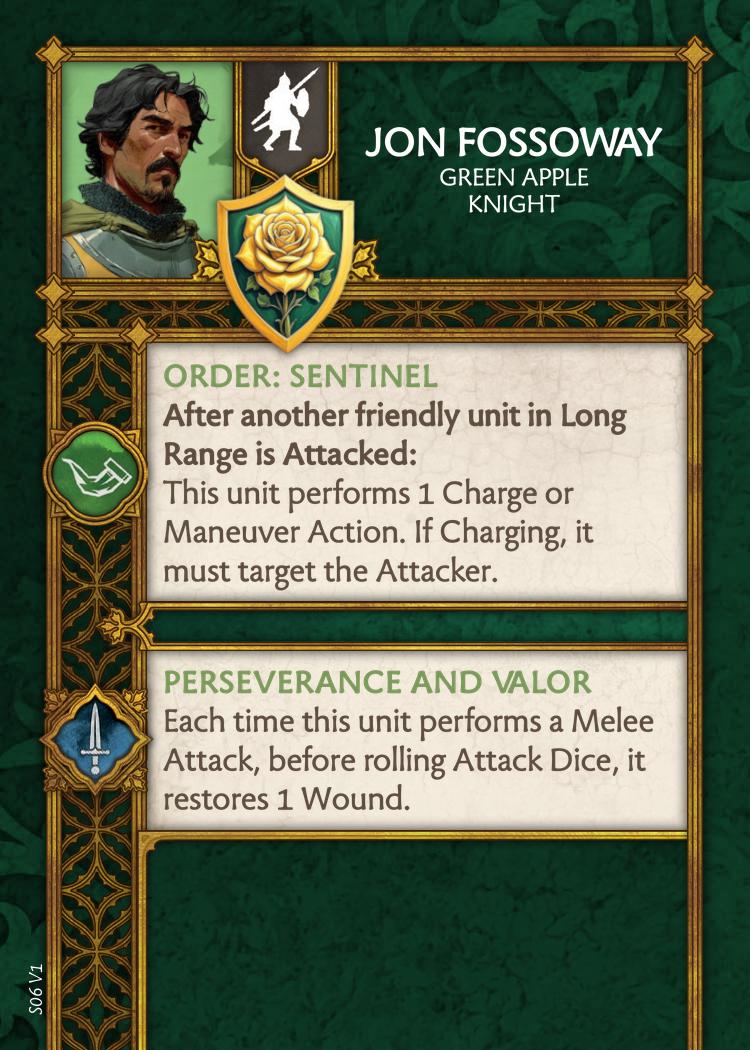 JON FOSSOWAY
GREEN APPLE
KNIGHT
ORDER: SENTINEL
After another friendly unit in Long
Range is Attacked:
This unit performs 1 Charge or
Maneuver Action. If Charging, it
must target the Attacker.
PERSEVERANCE AND VALOR
Each time this unit performs a Melee
Attack, before rolling Attack Dice, it
restores 1 Wound.
S06 V1